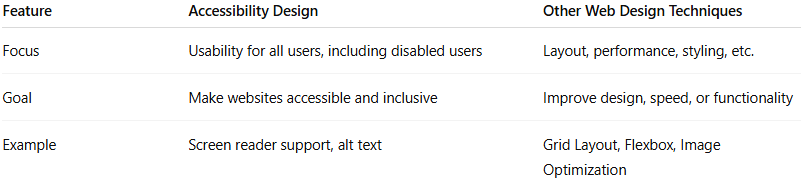 Feature Accessibility Design Other Web Design Techniques
Focus Usability for all users, including disabled users Layout, performance, styling, etc.
Goal Make websites accessible and inclusive Improve design, speed, or functionality
Example Screen reader support, alt text Grid Layout, Flexbox, Image
Optimization